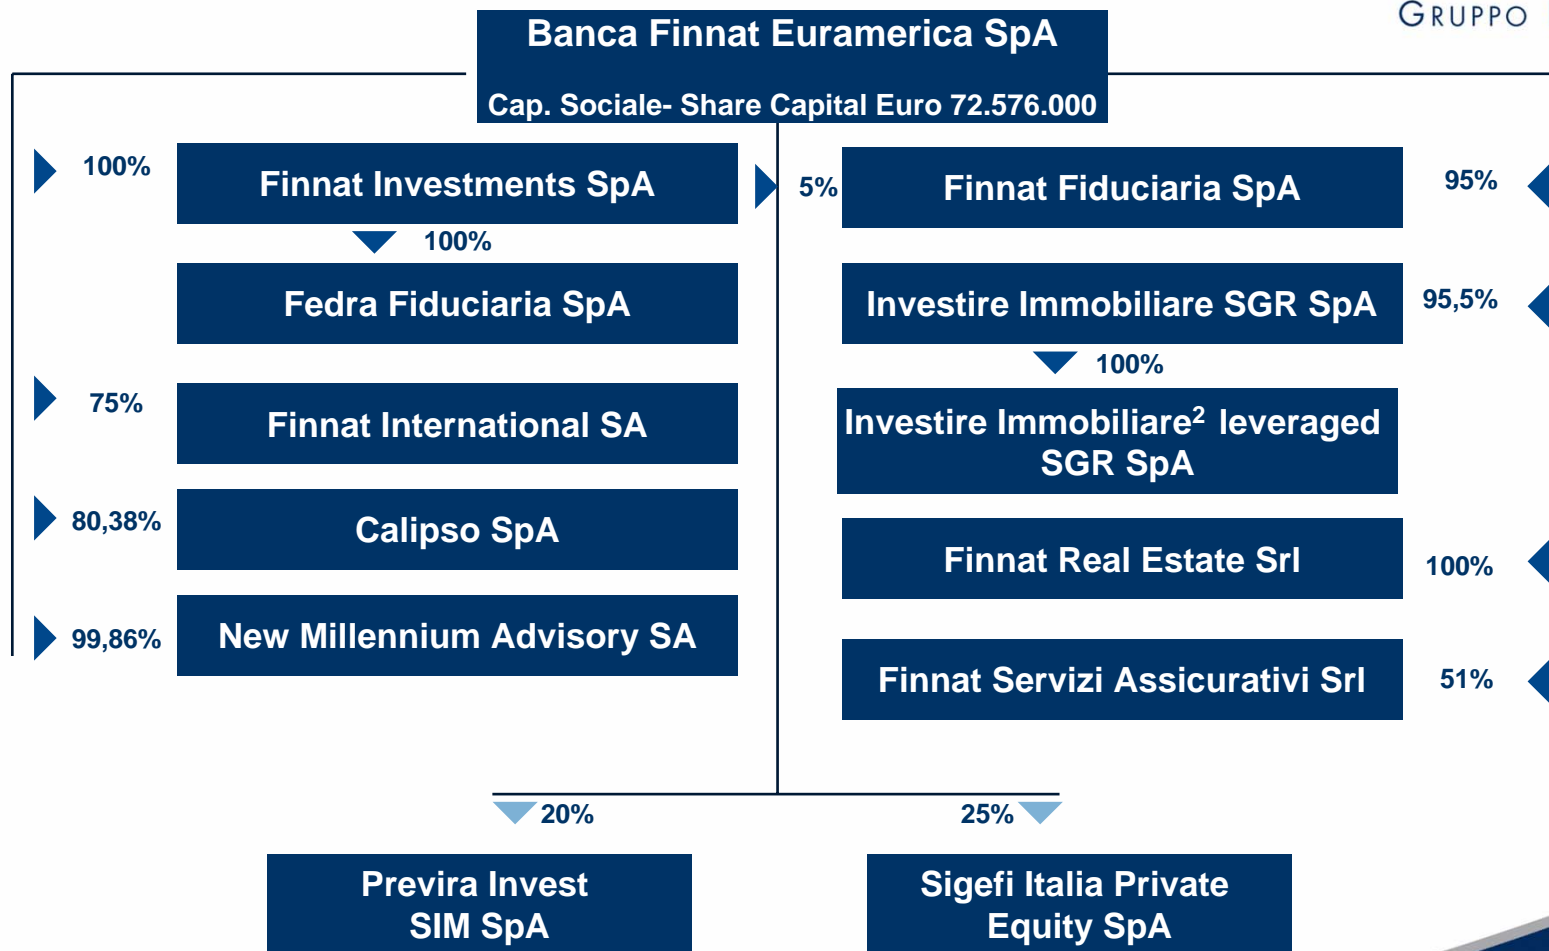 GRUPPO
Banca Finnat Euramerica SpA
Cap. Sociale- Share Capital Euro 72.576.000
100%
Finnat Investments SpA
5%
Finnat Fiduciaria SpA
95%
100%
Fedra Fiduciaria SpA
Investire Immobiliare SGR SpA
95,5%
100%
75%
Finnat International SA
Investire Immobiliare² leveraged
SGR SpA
80,38%
Calipso SpA
Finnat Real Estate Srl
100%
99,86%
New Millennium Advisory SA
Finnat Servizi Assicurativi Srl
51%
20%
25%
Previra Invest
SIM SpA
Sigefi Italia Private
Equity SpA